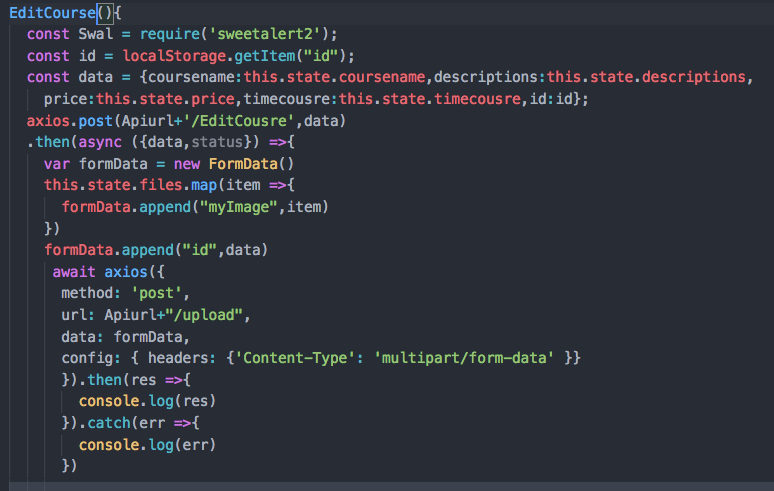 EditCourse(){
const Swal = require('sweetalert2');
const id = localStorage.getItem("id");
const data = {coursename:this.state.coursename,descriptions:this.state.descriptions,
price:this.state.price,timecousre:this.state.timecousre,id:id};
axios.post(Apiurl+'/EditCousre',data)
.then(async ({data,status}) =>{
var formData = new FormData()
this.state.files.map(item =>{
formData.append("myImage",item)
})
formData.append("id",data)
await axios({
method: 'post',
url: Apiurl+"/upload",
data: formData,
config: { headers: {'Content-Type': 'multipart/form-data' }}
}).then(res =>{
console.log(res)
}).catch(err =>{
console.log(err)
})